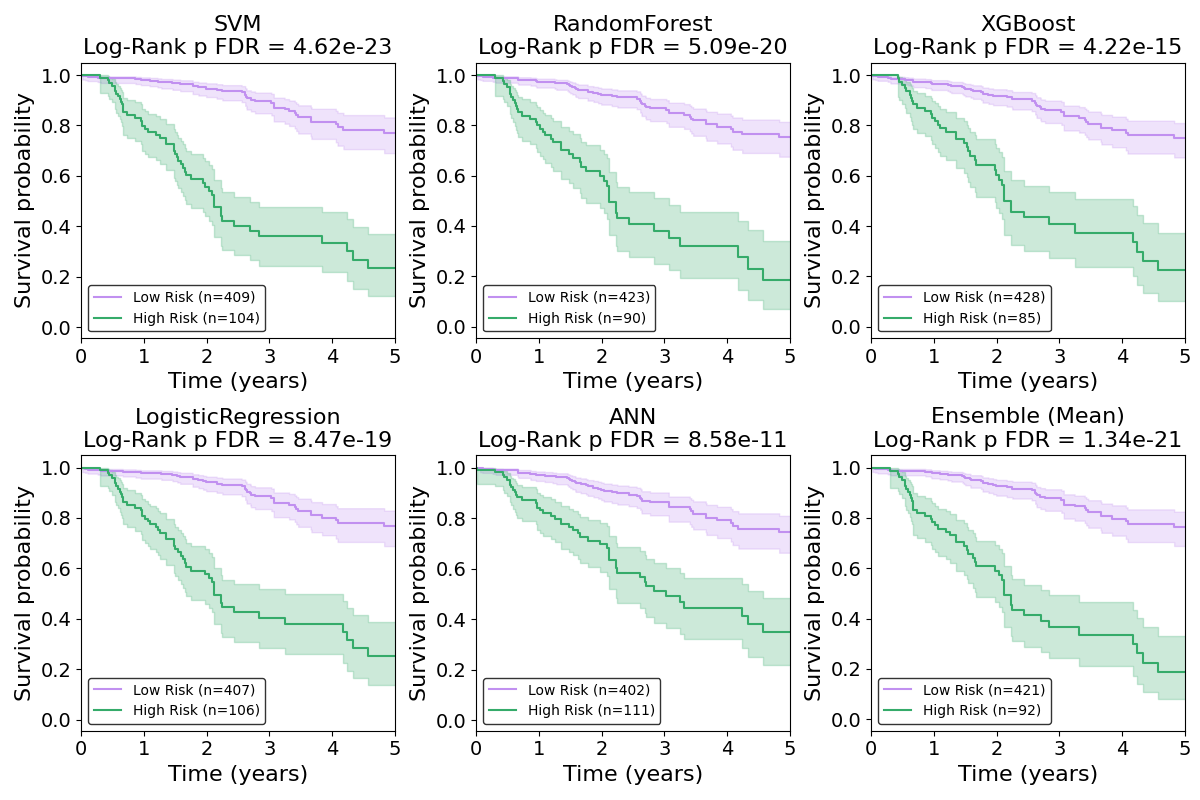 SVM
Log-Rank p FDR = 4.62e-23
Survival probability
1.0
0.8
0.6
0.4
0.2
0.0
Low Risk (n=409)
High Risk (n=104)
0 1 2 3 4 5
Time (years)
RandomForest
Log-Rank p FDR = 5.09e-20
Survival probability
1.0
0.8
0.6
0.4
0.2
0.0
Low Risk (n=423)
High Risk (n=90)
0 1 2 3 4 5
Time (years)
XGBoost
Log-Rank p FDR = 4.22e-15
Survival probability
1.0
0.8
0.6
0.4
0.2
0.0
Low Risk (n=428)
High Risk (n=85)
0 1 2 3 4 5
Time (years)
LogisticRegression
Log-Rank p FDR = 8.47e-19
Survival probability
1.0
0.8
0.6
0.4
0.2
0.0
Low Risk (n=407)
High Risk (n=106)
0 1 2 3 4 5
Time (years)
ANN
Log-Rank p FDR = 8.58e-11
Survival probability
1.0
0.8
0.6
0.4
0.2
0.0
Low Risk (n=402)
High Risk (n=111)
0 1 2 3 4 5
Time (years)
Ensemble (Mean)
Log-Rank p FDR = 1.34e-21
Survival probability
1.0
0.8
0.6
0.4
0.2
0.0
Low Risk (n=421)
High Risk (n=92)
0 1 2 3 4 5
Time (years)